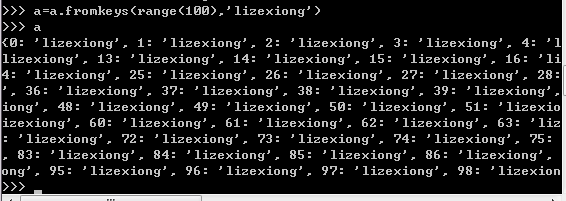 >>> a=a.fromkeys(range(100),'lizexiong')
>>> a
{0: 'lizexiong', 1: 'lizexiong', 2: 'lizexiong', 3: 'lizexiong', 4: 'l
lizexiong', 13: 'lizexiong', 14: 'lizexiong', 15: 'lizexiong', 16: 'li
4: 'lizexiong', 25: 'lizexiong', 26: 'lizexiong', 27: 'lizexiong', 28:
', 36: 'lizexiong', 37: 'lizexiong', 38: 'lizexiong', 39: 'lizexiong',
iong', 48: 'lizexiong', 49: 'lizexiong', 50: 'lizexiong', 51: 'lizexio
izexiong', 60: 'lizexiong', 61: 'lizexiong', 62: 'lizexiong', 63: 'liz
: 'lizexiong', 72: 'lizexiong', 73: 'lizexiong', 74: 'lizexiong', 75:
, 83: 'lizexiong', 84: 'lizexiong', 85: 'lizexiong', 86: 'lizexiong',
ong', 95: 'lizexiong', 96: 'lizexiong', 97: 'lizexiong', 98: 'lizexion
>>>